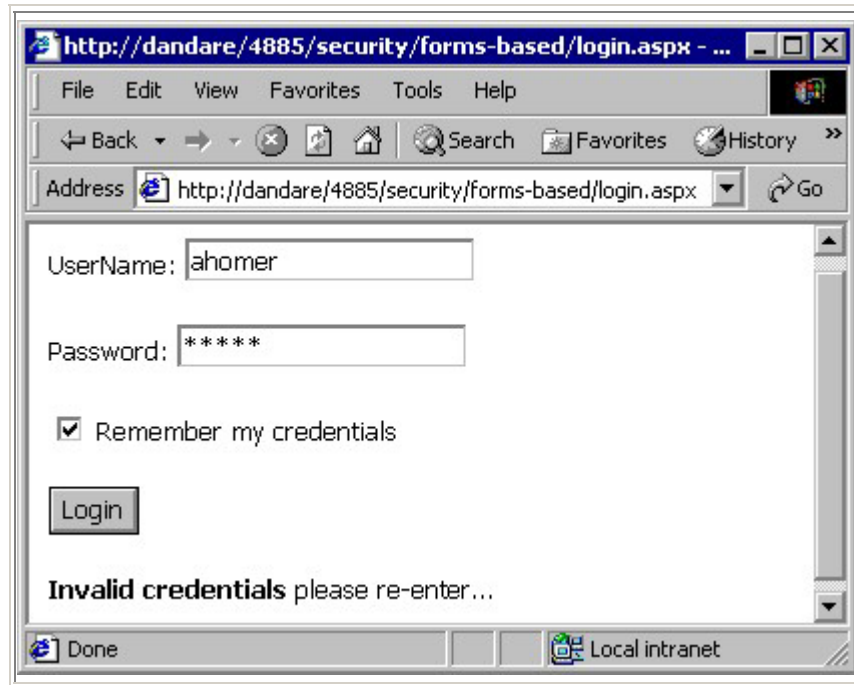 http://dandare/4885/security/forms-based/login.aspx - ...
File Edit View Favorites Tools Help
Back Search Favorites History »
Address http://dandare/4885/security/forms-based/login.aspx Go
UserName: ahomer
Password: *****
Remember my credentials
Login
Invalid credentials please re-enter...
Done Local intranet